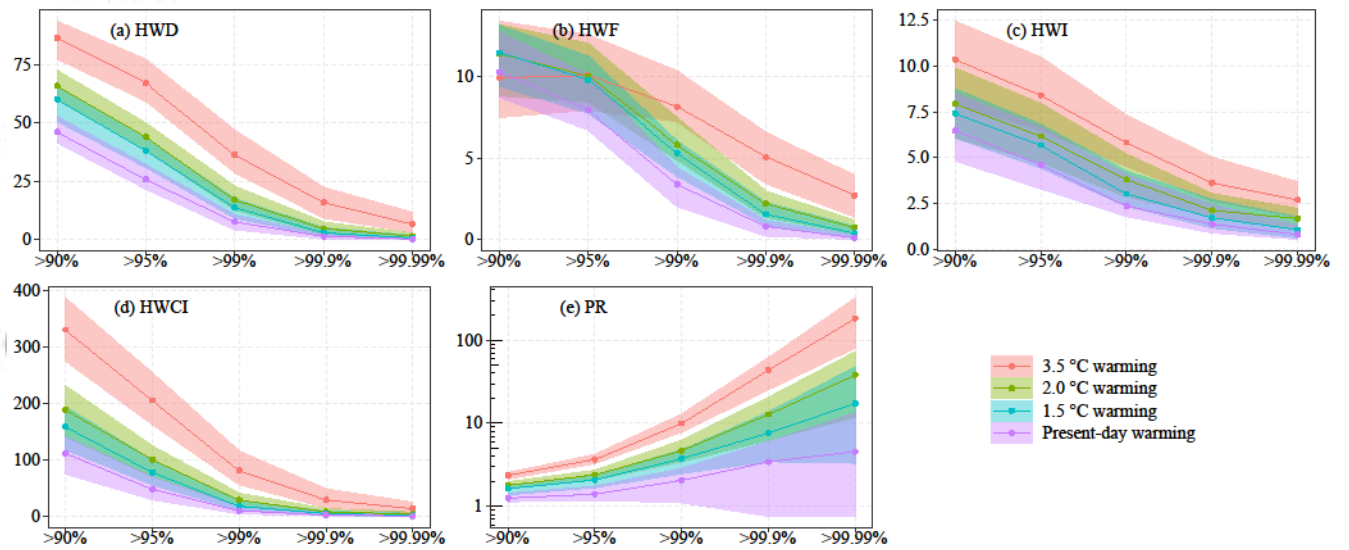 (a) HWD
75
50
25
0
>90% >95% >99% >99.9% >99.99%
(b) HWF
10
5
0
>90% >95% >99% >99.9% >99.99%
(c) HWI
12.5
10.0
7.5
5.0
2.5
0.0
>90% >95% >99% >99.9% >99.99%
(d) HWCI
400
300
200
100
0
>90% >95% >99% >99.9% >99.99%
(e) PR
100
10
1
>90% >95% >99% >99.9% >99.99%
3.5 °C warming
2.0 °C warming
1.5 °C warming
Present-day warming